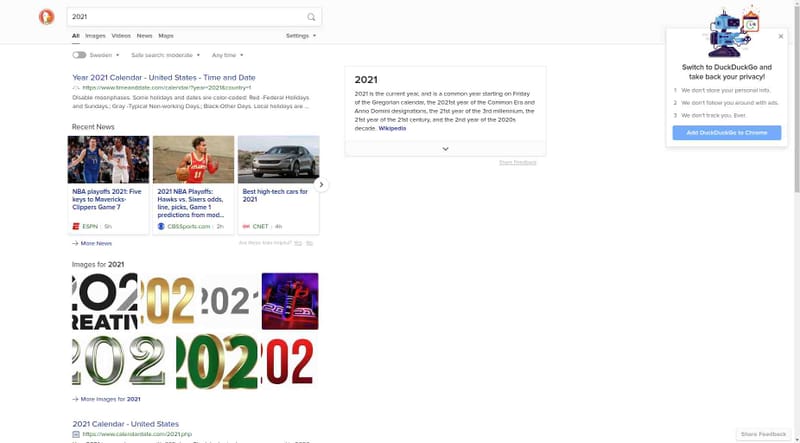 2021
All Images Videos News Maps Settings
Sweden Safe search: moderate Any time
Year 2021 Calendar - United States - Time and Date
https://www.timeanddate.com/calendar/?year=2021&country=1
Disable moonphases. Some holidays and dates are color-coded: Red -Federal Holidays
and Sundays.; Gray -Typical Non-working Days.; Black-Other Days. Local holidays are ...
Recent News
NBA playoffs 2021: Five
keys to Mavericks-
Clippers Game 7
ESPN | 5h
2021 NBA Playoffs:
Hawks vs. Sixers odds,
line, picks, Game 1
predictions from mod...
CBSSports.com | 2h
Best high-tech cars for
2021
CNET | 4h
More News
Are these links helpful? Yes No
Images for 2021
202
REATIV
202
2021
202
202
202
More Images for 2021
2021 Calendar - United States
https://www.calendardate.com/2021.php
2021
2021 is the current year, and is a common year starting on Friday
of the Gregorian calendar, the 2021st year of the Common Era and
Anno Domini designations, the 21st year of the 3rd millennium, the
21st year of the 21st century, and the 2nd year of the 2020s
decade. Wikipedia
Share Feedback
Switch to DuckDuckGo and
take back your privacy!
1 We don't store your personal info.
2 We don't follow you around with ads.
3 We don't track you. Ever.
Add DuckDuckGo to Chrome
Share Feedback